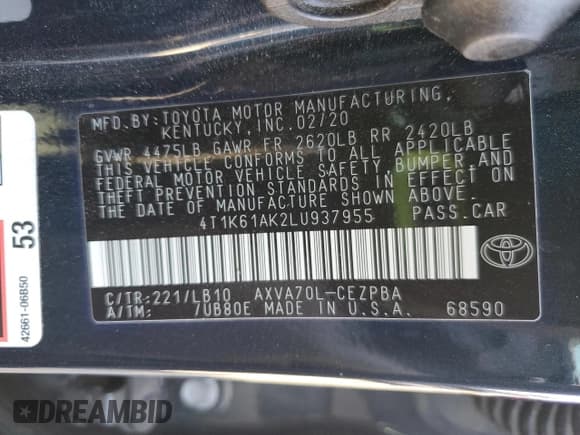 MFD. BY: TOYOTA MOTOR MANUFACTURING,
KENTUCKY, INC. 02/20
GVWR 4475LB GAWR FR 2620LB RR 2420LB
THIS VEHICLE CONFORMS TO ALL APPLICABLE
FEDERAL MOTOR VEHICLE SAFETY, BUMPER, AND
THEFT PREVENTION STANDARDS IN EFFECT ON
THE DATE OF MANUFACTURE SHOWN ABOVE.
4T1K61AK2LU937955 PASS. CAR
C/TR: 221/LB10 AXVA70L-CEZPBA
A/TM: 7UB80E MADE IN U.S.A. 68590
53
42661-06B50
DREAMBID